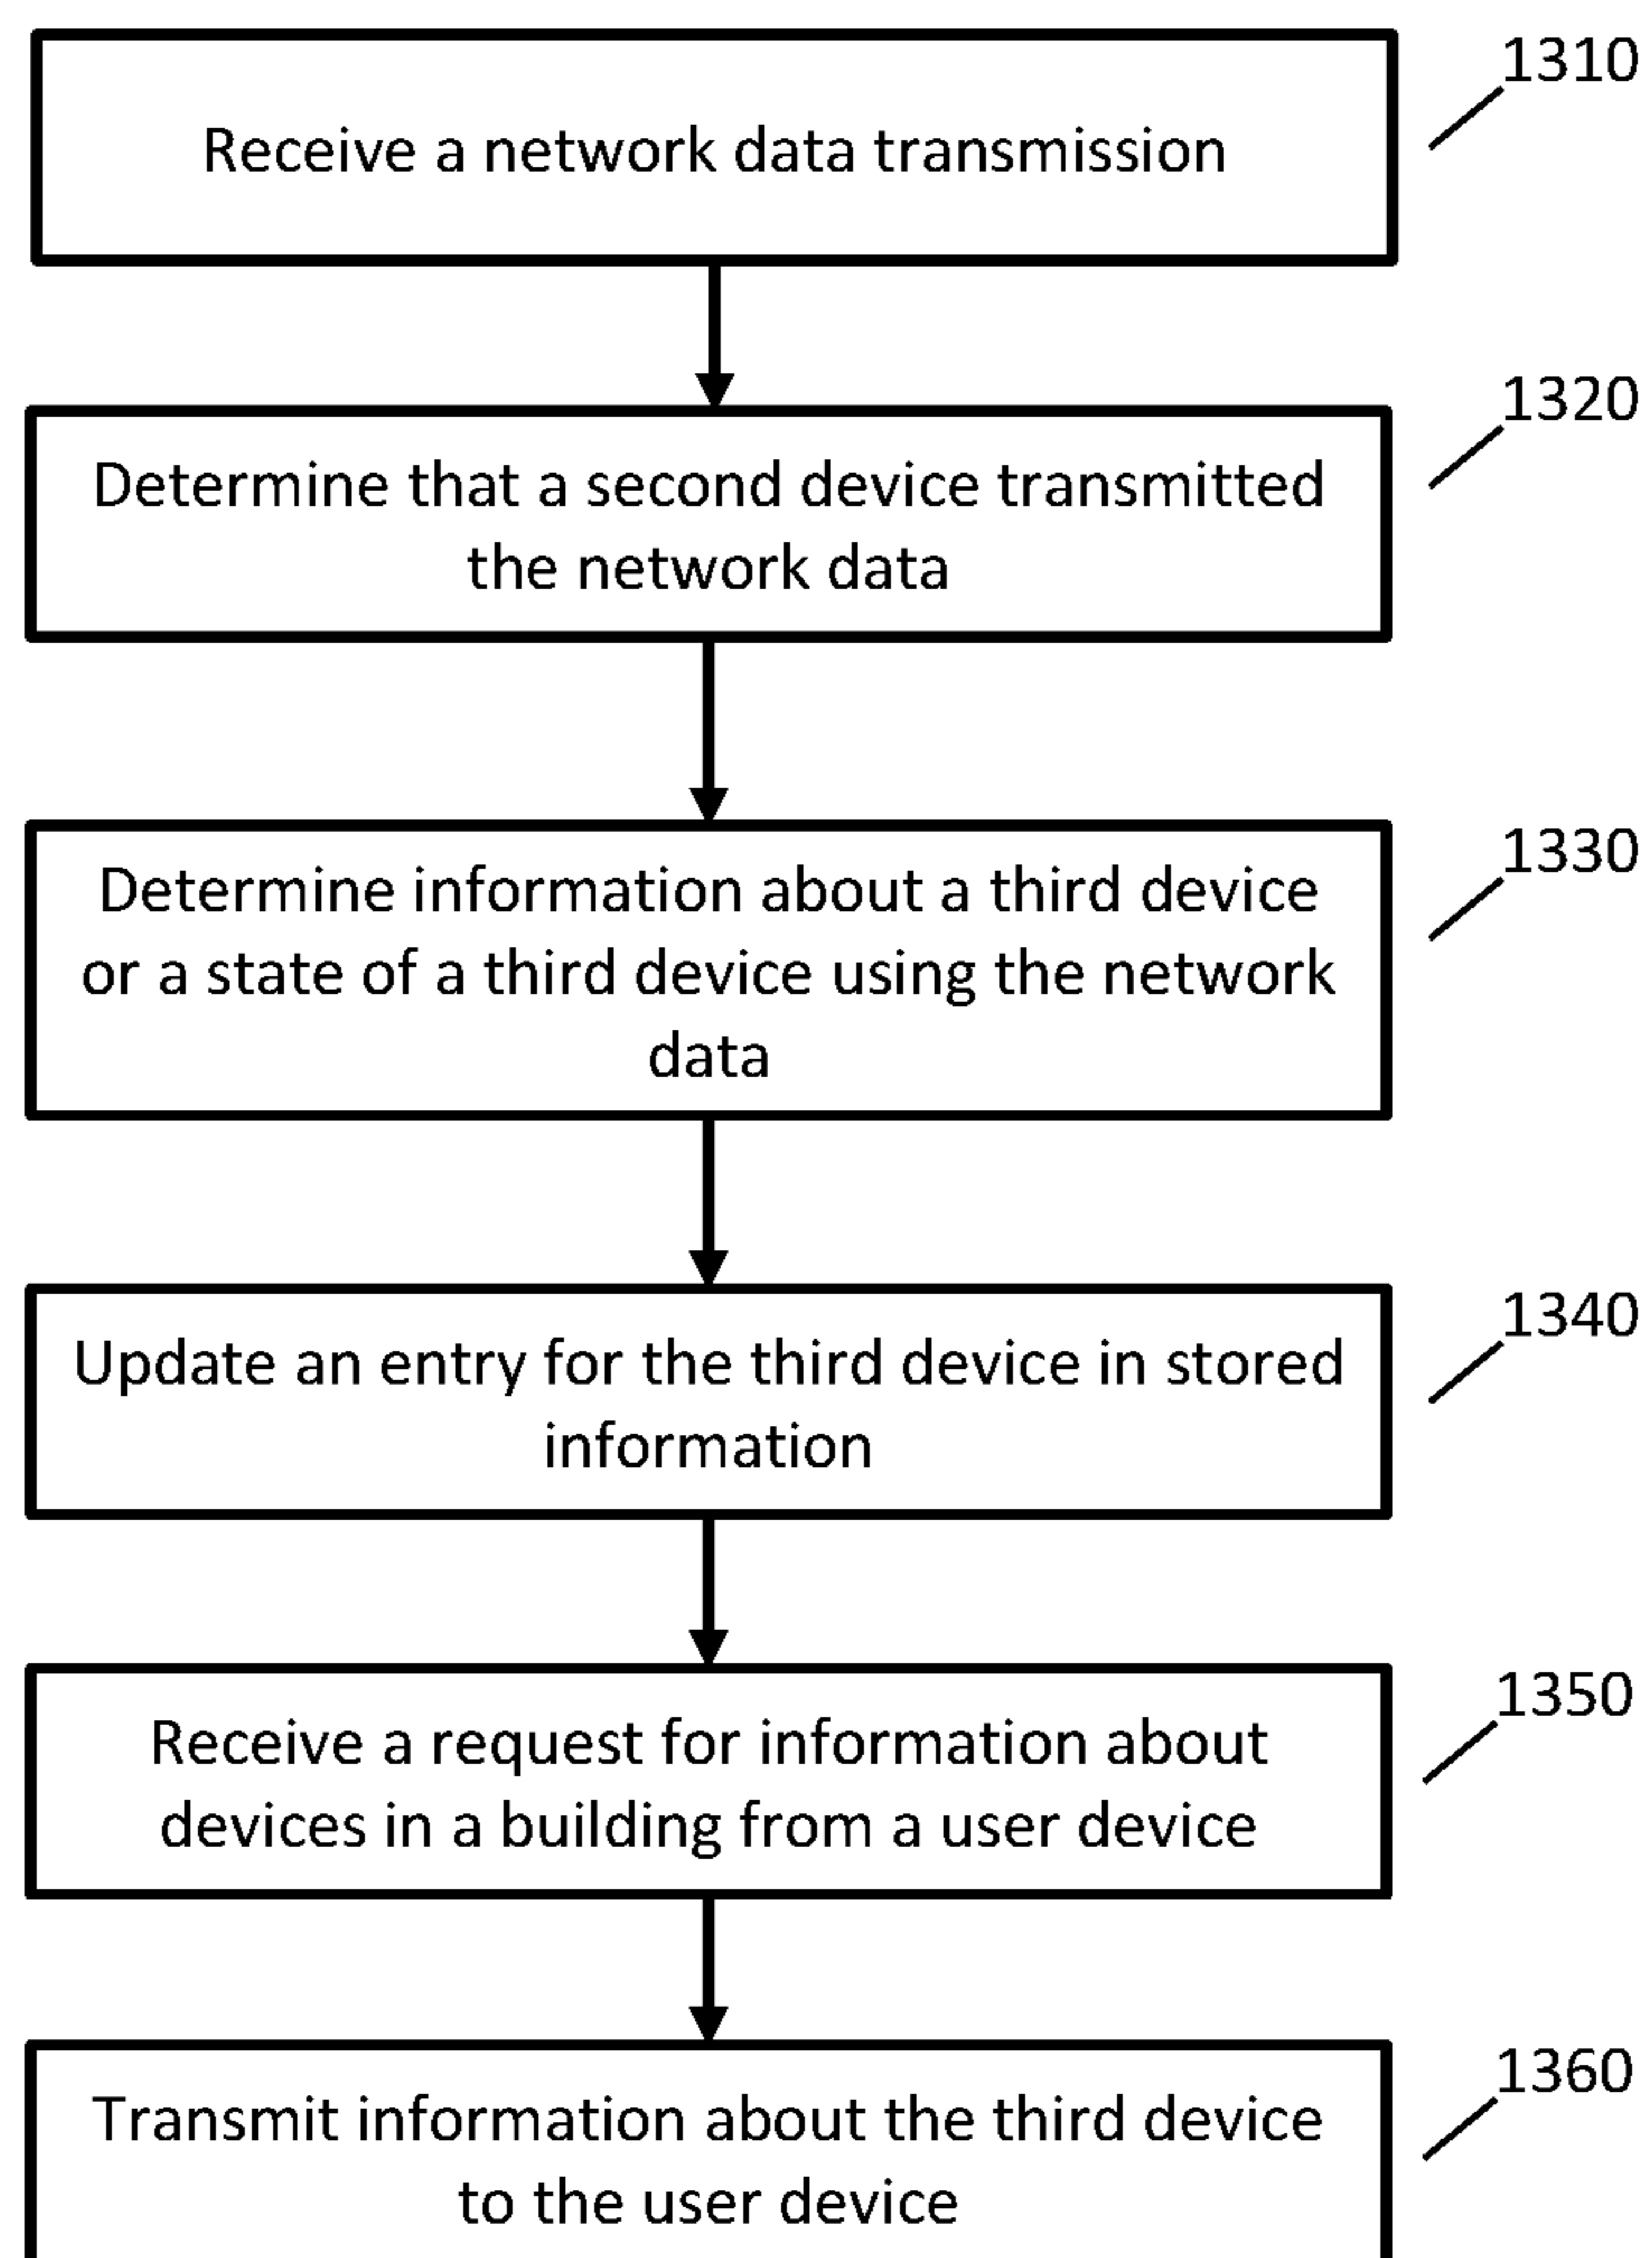 Receive a network data transmission
1310
Determine that a second device transmitted
the network data
1320
Determine information about a third device
or a state of a third device using the network
data
1330
Update an entry for the third device in stored
information
1340
Receive a request for information about
devices in a building from a user device
1350
Transmit information about the third device
to the user device
1360